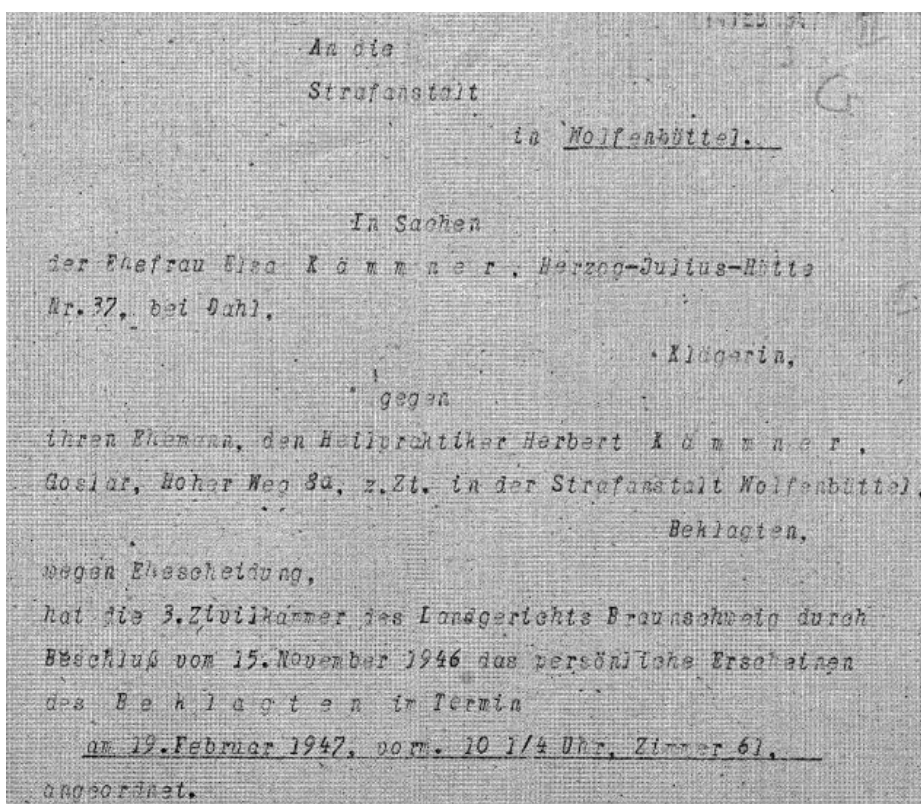 An die
Strafanstalt
in Wolfenbüttel.
In Sachen
der Ehefrau Elsa K ä m m n e r , Herzog-Julius-Hütte
Nr.37, bei Dahl,
Klägerin,
gegen
ihren Ehemann, den Heilpraktiker Herbert K ä m m n e r ,
Goslar, Hoher Weg 8a, z.Zt. in der Strafanstalt Wolfenbüttel,
Beklagten,
wegen Ehescheidung,
hat die 3.Zivilkammer des Landgerichts Braunschweig durch
Beschluß vom 15.November 1946 das persönliche Erscheinen
des B e k l a g t e n im Termin
am 19.Februar 1947, vorm. 10 1/4 Uhr, Zimmer 61,
angeordnet.